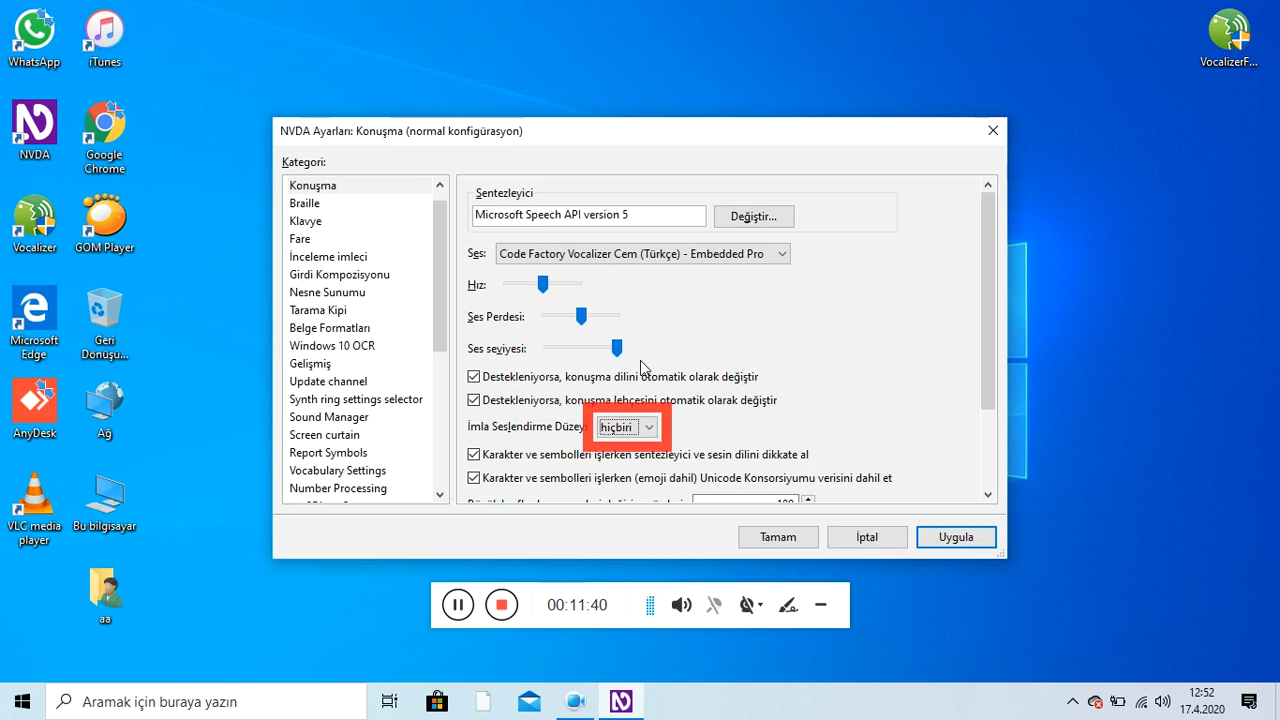 WhatsApp
iTunes
VocalizerF...
NVDA
Google
Chrome
Vocalizer
GOM Player
Microsoft
Edge
Geri
Dönüşü...
AnyDesk
Ağ
VLC media
player
Bu bilgisayar
aa
NVDA Ayarları: Konuşma (normal konfigürasyon)
Kategori:
Konuşma
Braille
Klavye
Fare
İnceleme imleci
Girdi Kompozisyonu
Nesne Sunumu
Tarama Kipi
Belge Formatları
Windows 10 OCR
Gelişmiş
Update channel
Synth ring settings selector
Sound Manager
Screen curtain
Report Symbols
Vocabulary Settings
Number Processing
Sentezleyici
Microsoft Speech API version 5
Değiştir...
Ses: Code Factory Vocalizer Cem (Türkçe) - Embedded Pro
Hız:
Ses Perdesi:
Ses seviyesi:
Destekleniyorsa, konuşma dilini otomatik olarak değiştir
Destekleniyorsa, konuşma lehçesini otomatik olarak değiştir
İmla Seslendirme Düzeyi hiçbiri
Karakter ve sembolleri işlerken sentezleyici ve sesin dilini dikkate al
Karakter ve sembolleri işlerken (emoji dahil) Unicode Konsorsiyumu verisini dahil et
100
Tamam
İptal
Uygula
00:11:40
Aramak için buraya yazın
12:52
17.4.2020